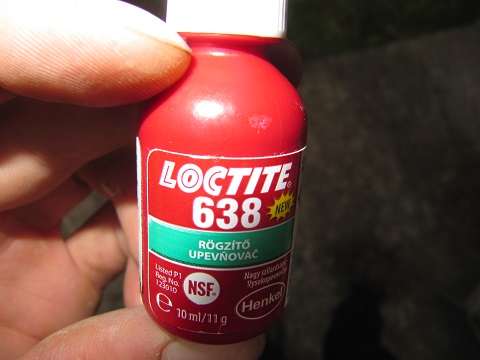 LOCTITE®
638 NEW
RÖGZÍTŐ
UPEVŇOVAČ
Listed P1
Reg. No.
123010
NSF®
Nagy szilárdságú
Vysokopevnostný
Henkel
e 10 ml/11 g